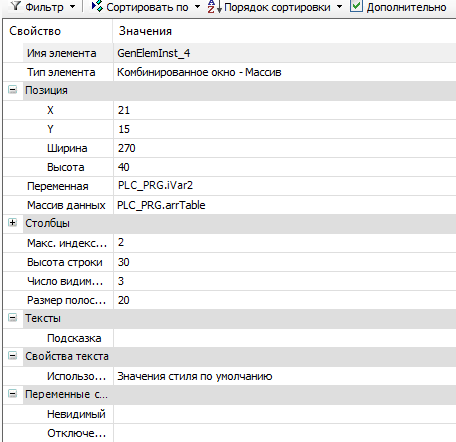 Фильтр Сортировать по Порядок сортировки Дополнительно
Свойство Значения
Имя элемента GenElemInst_4
Тип элемента Комбинированное окно - Массив
Позиция
X 21
Y 15
Ширина 270
Высота 40
Переменная PLC_PRG.iVar2
Массив данных PLC_PRG.arrTable
Столбцы
Макс. индекс... 2
Высота строки 30
Число видим... 3
Размер полос... 20
Тексты
Подсказка
Свойства текста
Использо... Значения стиля по умолчанию
Переменные с...
Невидимый
Отключе...